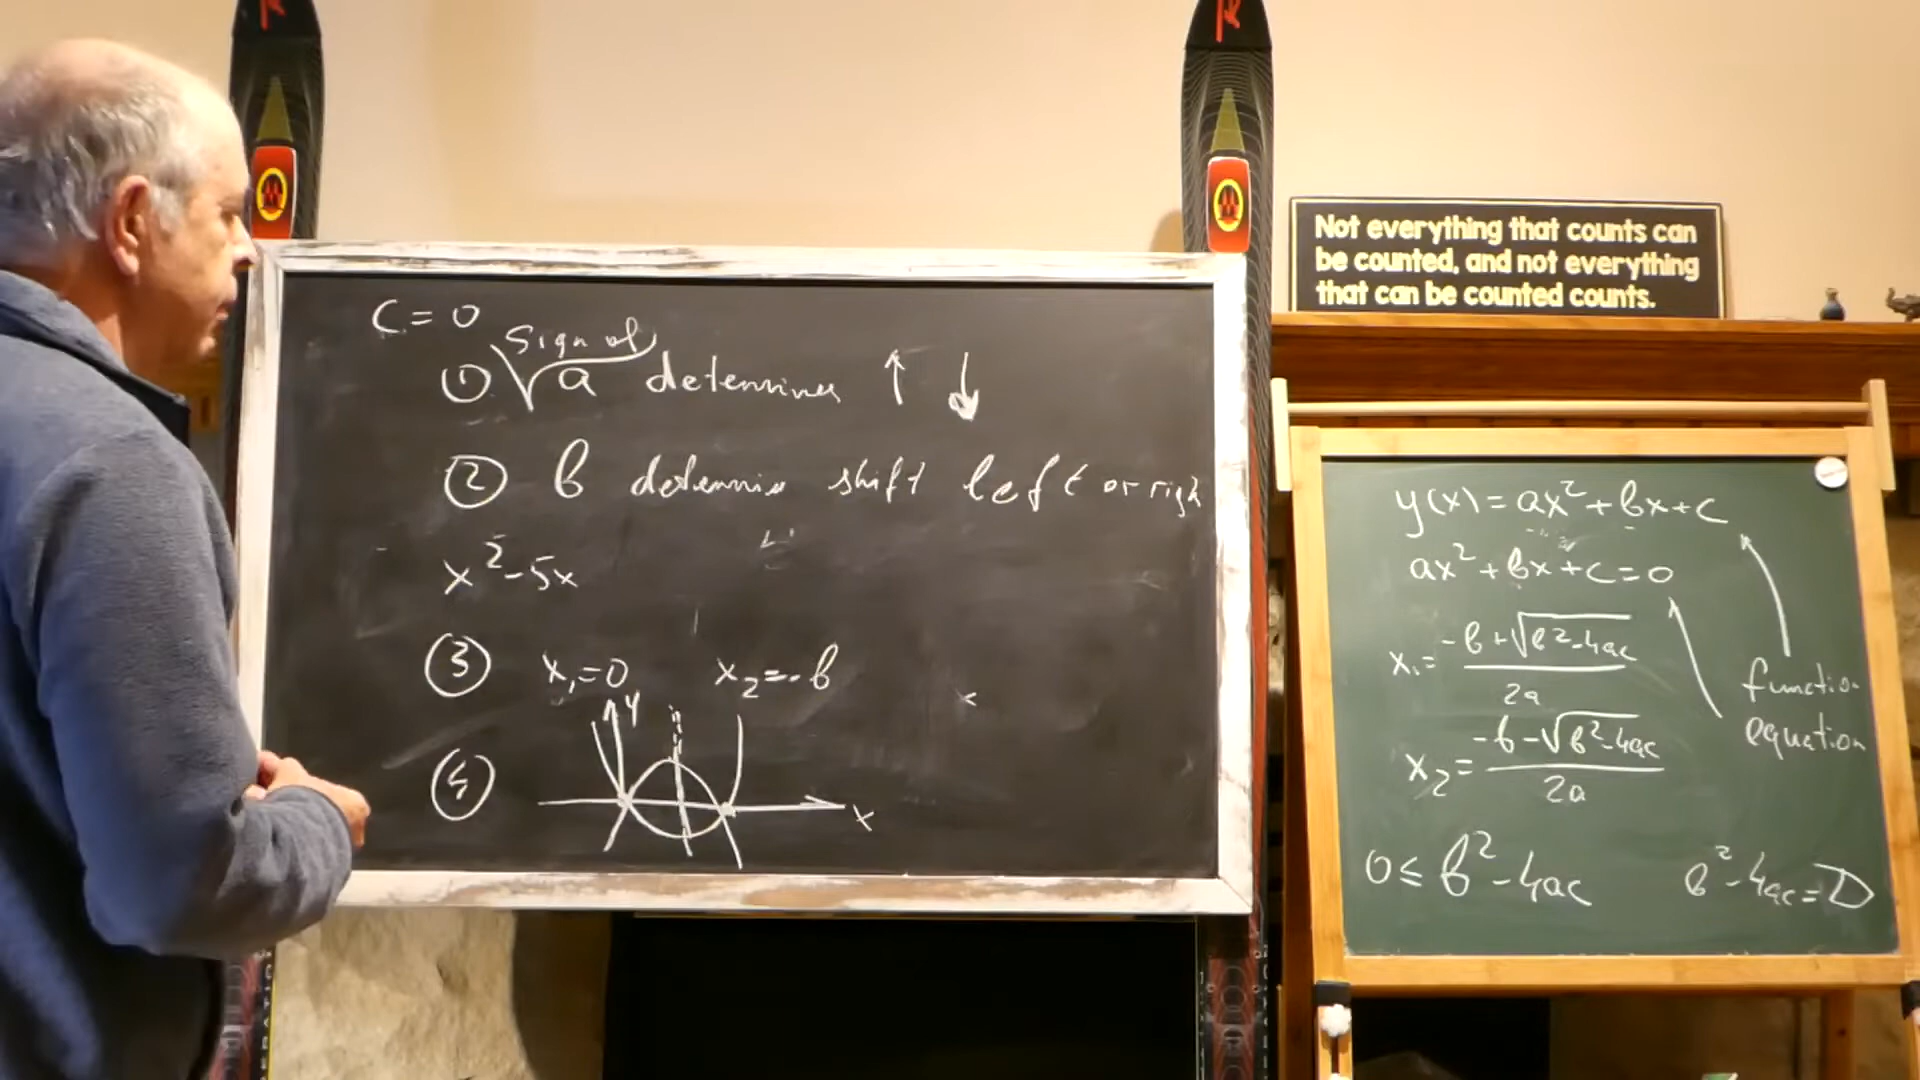 C = 0
sign of
① √a determines ↑ ↓
② b determins shift left or righ
x² - 5x
③ x₁ = 0 x₂ = - b
y
④
x
Not everything that counts can
be counted, and not everything
that can be counted counts.
y(x) = ax² + bx + c
ax² + bx + c = 0
x₁ = (-b + √(b² - 4ac)) / 2a
function
equation
x₂ = (-b - √(b² - 4ac)) / 2a
0 ≤ b² - 4ac b² - 4ac = D